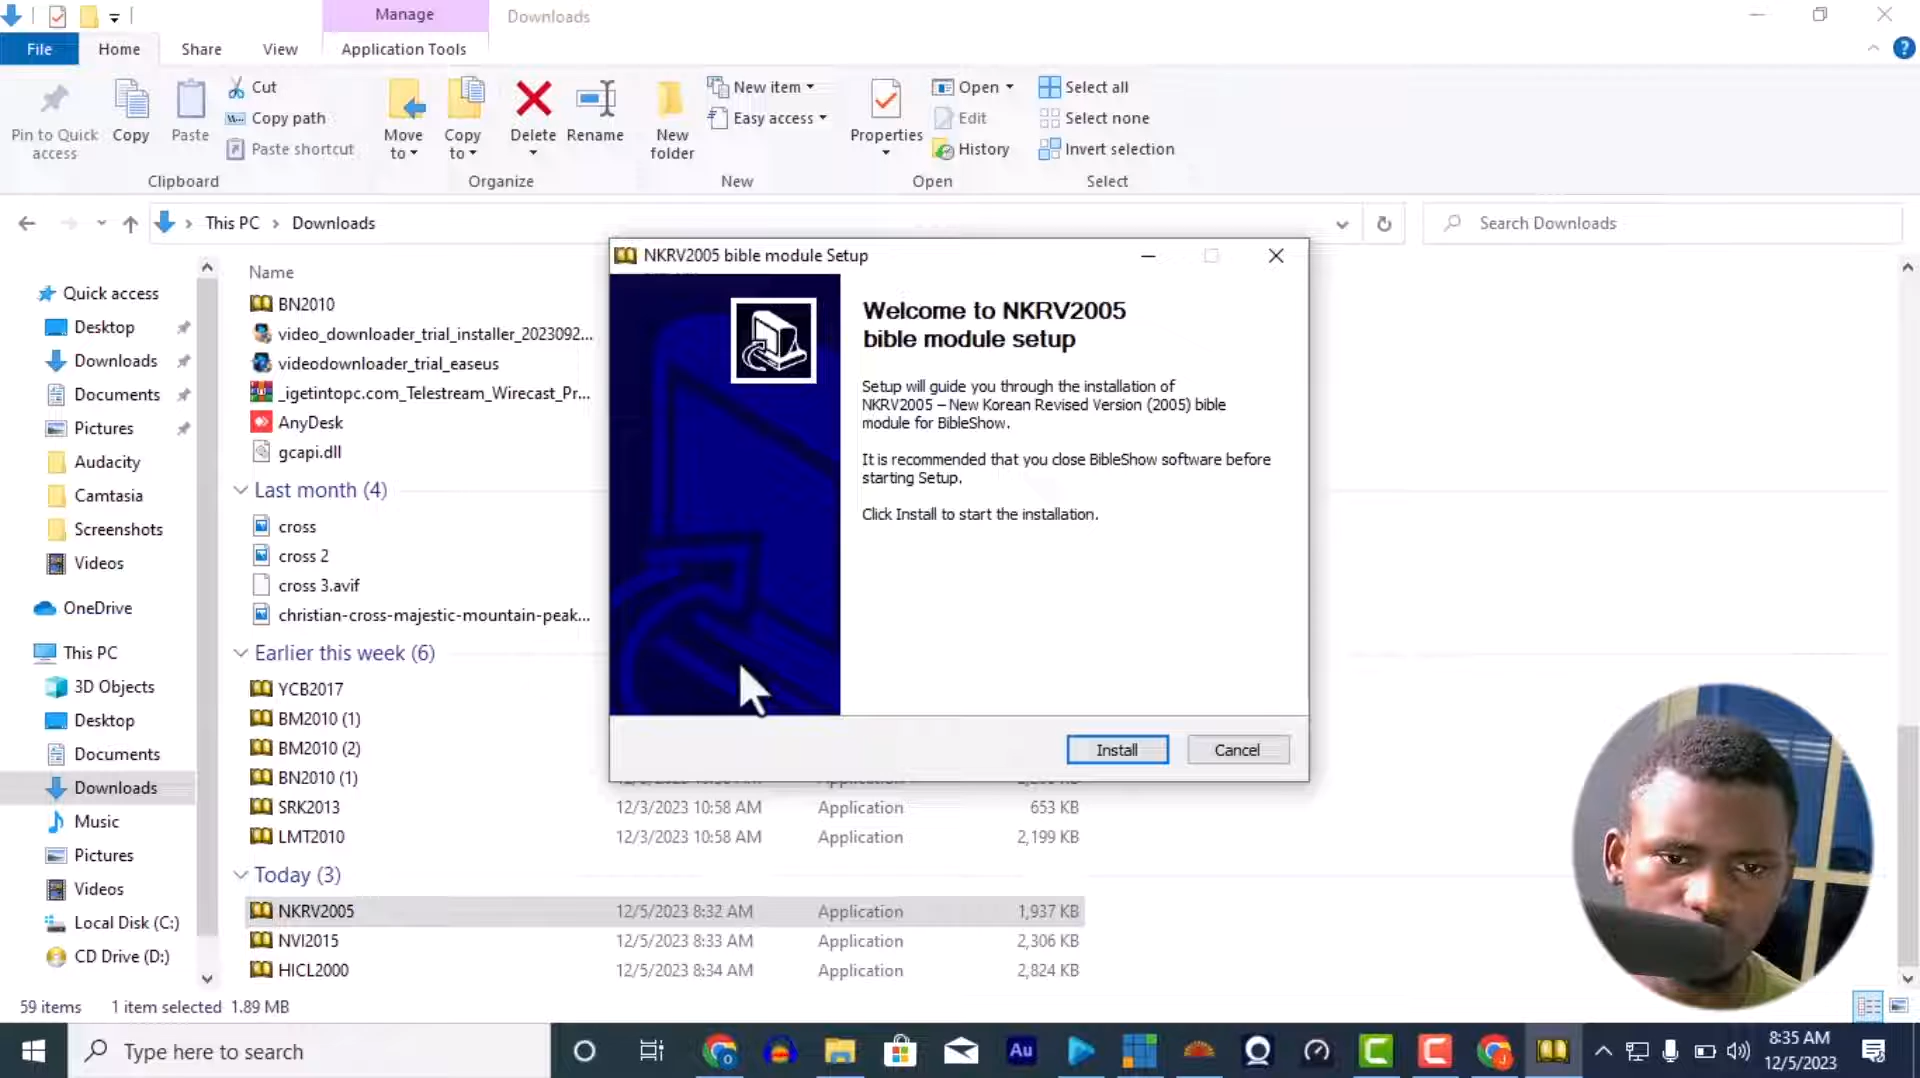 Manage
Downloads
File
Home
Share
View
Application Tools
Pin to Quick access
Copy
Paste
Cut
Copy path
Paste shortcut
Clipboard
Move to
Copy to
Delete
Rename
Organize
New folder
New item
Easy access
New
Properties
Open
Edit
History
Open
Select all
Select none
Invert selection
Select
This PC
Downloads
Search Downloads
Quick access
Desktop
Downloads
Documents
Pictures
Audacity
Camtasia
Screenshots
Videos
OneDrive
This PC
3D Objects
Desktop
Documents
Downloads
Music
Pictures
Videos
Local Disk (C:)
CD Drive (D:)
Name
BN2010
video_downloader_trial_installer_2023092...
videodownloader_trial_easeus
_igetintopc.com_Telestream_Wirecast_Pr...
AnyDesk
gcapi.dll
Last month (4)
cross
cross 2
cross 3.avif
christian-cross-majestic-mountain-peak...
Earlier this week (6)
YCB2017
BM2010 (1)
BM2010 (2)
BN2010 (1)
SRK2013 12/3/2023 10:58 AM Application 653 KB
LMT2010 12/3/2023 10:58 AM Application 2,199 KB
Today (3)
NKRV2005 12/5/2023 8:32 AM Application 1,937 KB
NVI2015 12/5/2023 8:33 AM Application 2,306 KB
HICL2000 12/5/2023 8:34 AM Application 2,824 KB
NKRV2005 bible module Setup
Welcome to NKRV2005
bible module setup
Setup will guide you through the installation of
NKRV2005 – New Korean Revised Version (2005) bible
module for BibleShow.
It is recommended that you close BibleShow software before
starting Setup.
Click Install to start the installation.
Install
Cancel
59 items 1 item selected 1.89 MB
Type here to search
Au
8:35 AM
12/5/2023